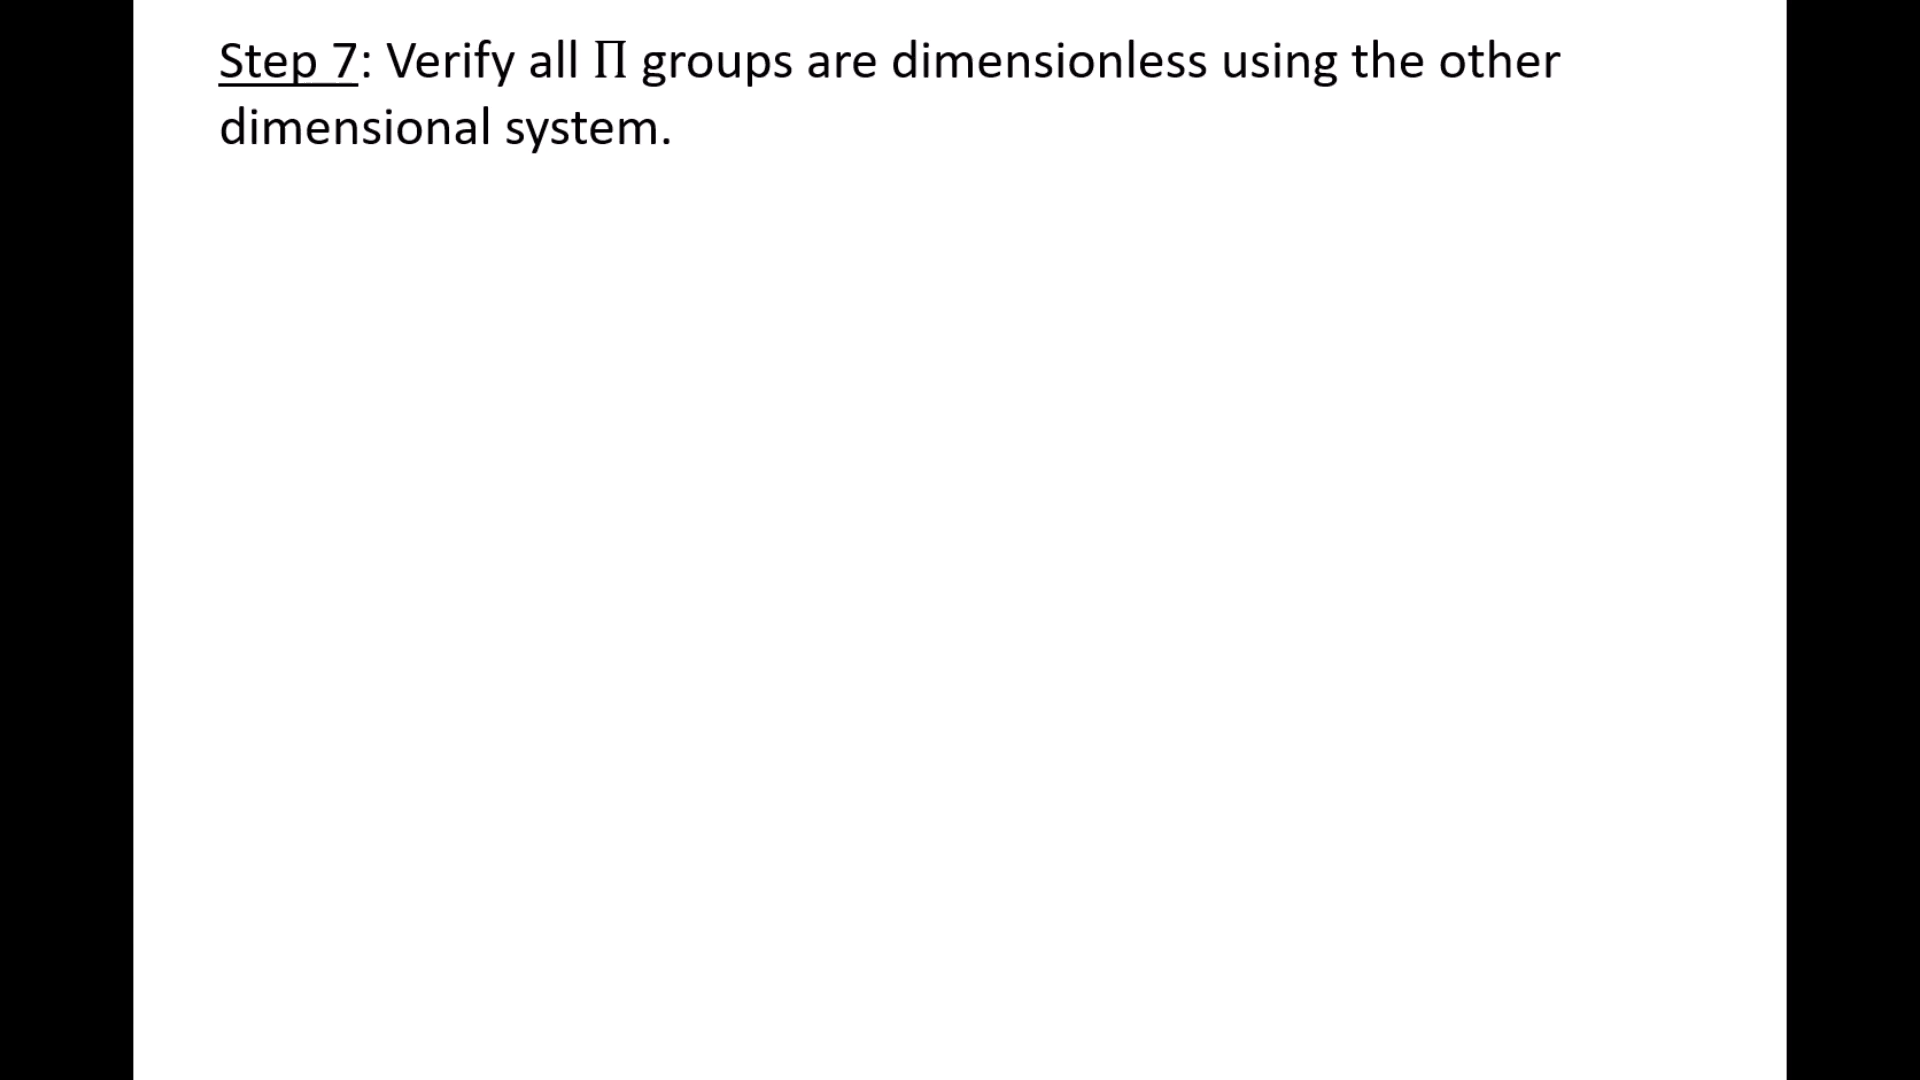 Step 7: Verify all Π groups are dimensionless using the other
dimensional system.